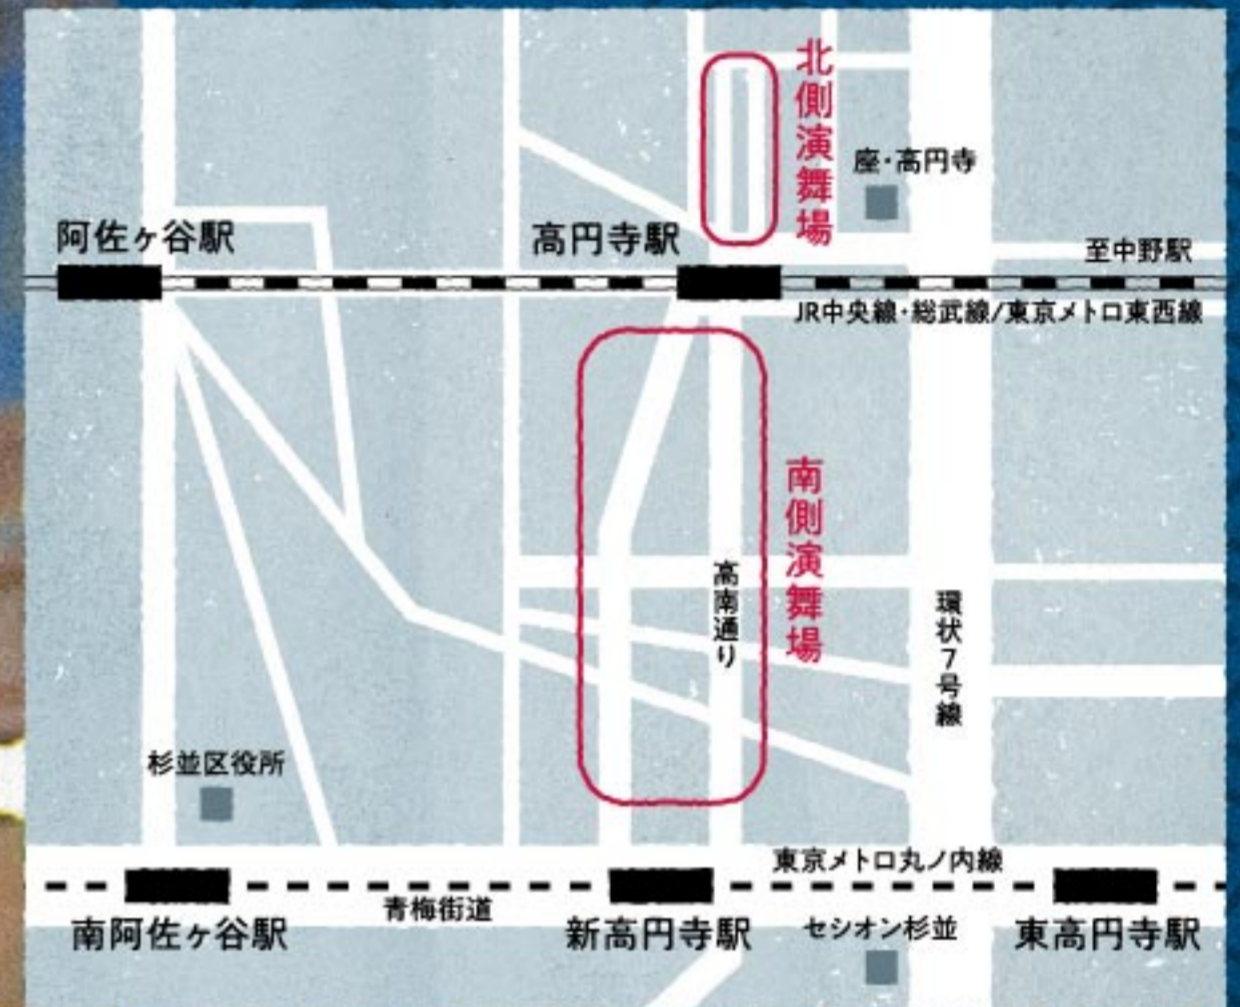 北側演舞場
座・高円寺
阿佐ヶ谷駅
高円寺駅
至中野駅
JR中央線・総武線/東京メトロ東西線
南側演舞場
高南通り
環状7号線
杉並区役所
東京メトロ丸ノ内線
青梅街道
南阿佐ヶ谷駅
新高円寺駅
セシオン杉並
東高円寺駅